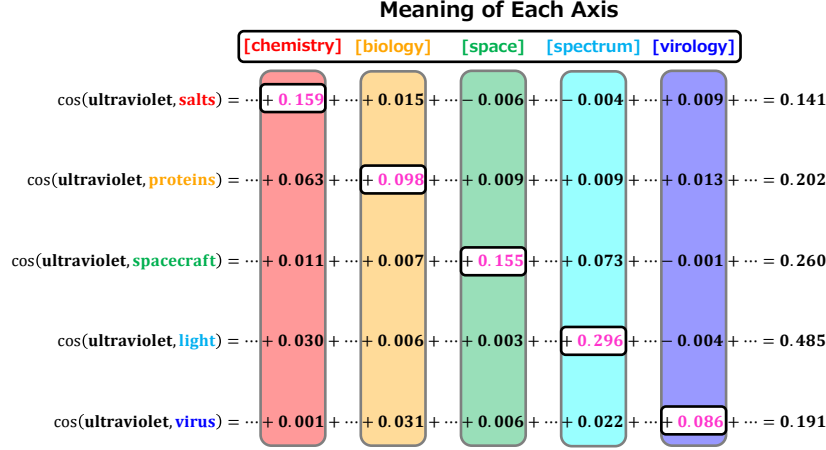 Meaning of Each Axis
[chemistry] [biology] [space] [spectrum] [virology]
cos(ultraviolet, salts) = ⋯ + 0.159 + ⋯ + 0.015 + ⋯ − 0.006 + ⋯ − 0.004 + ⋯ + 0.009 + ⋯ = 0.141
cos(ultraviolet, proteins) = ⋯ + 0.063 + ⋯ + 0.098 + ⋯ + 0.009 + ⋯ + 0.009 + ⋯ + 0.013 + ⋯ = 0.202
cos(ultraviolet, spacecraft) = ⋯ + 0.011 + ⋯ + 0.007 + ⋯ + 0.155 + ⋯ + 0.073 + ⋯ − 0.001 + ⋯ = 0.260
cos(ultraviolet, light) = ⋯ + 0.030 + ⋯ + 0.006 + ⋯ + 0.003 + ⋯ + 0.296 + ⋯ − 0.004 + ⋯ = 0.485
cos(ultraviolet, virus) = ⋯ + 0.001 + ⋯ + 0.031 + ⋯ + 0.006 + ⋯ + 0.022 + ⋯ + 0.086 + ⋯ = 0.191